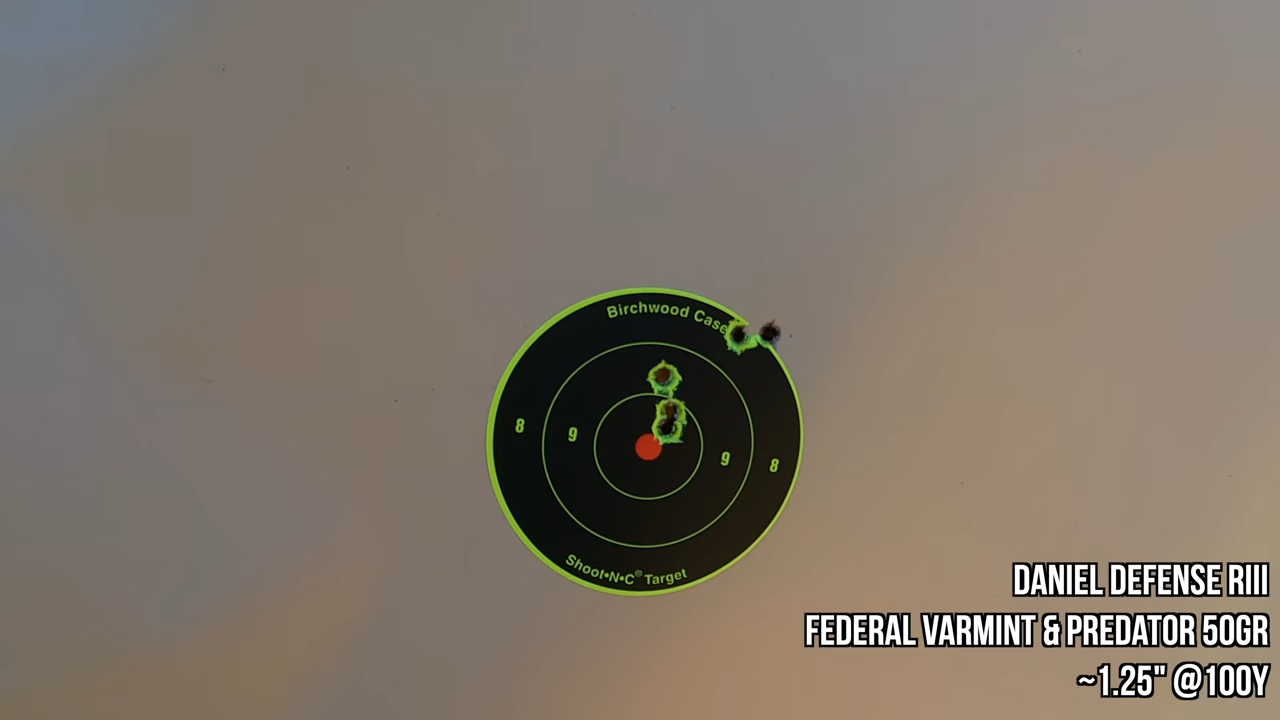 Birchwood Case
8 9 9 8
Shoot•N•C® Target
DANIEL DEFENSE RIII
FEDERAL VARMINT & PREDATOR 50GR
~1.25" @100Y